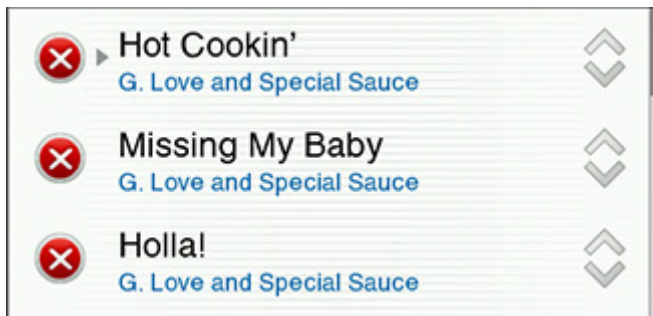 Hot Cookin’
G. Love and Special Sauce
Missing My Baby
G. Love and Special Sauce
Holla!
G. Love and Special Sauce